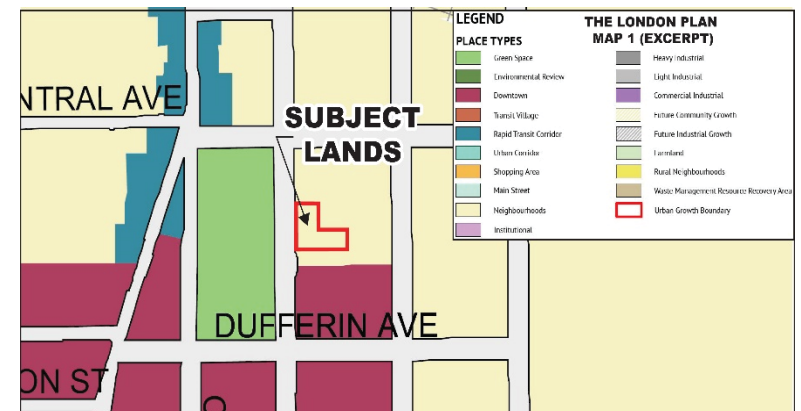 LEGEND
THE LONDON PLAN
MAP 1 (EXCERPT)
PLACE TYPES
Green Space
Environmental Review
Downtown
Transit Village
Rapid Transit Corridor
Urban Corridor
Shopping Area
Main Street
Neighbourhoods
Institutional
Heavy Industrial
Light Industrial
Commercial Industrial
Future Community Growth
Future Industrial Growth
Farmland
Rural Neighbourhoods
Waste Management Resource Recovery Area
Urban Growth Boundary
NTRAL AVE
SUBJECT
LANDS
DUFFERIN AVE
ON ST